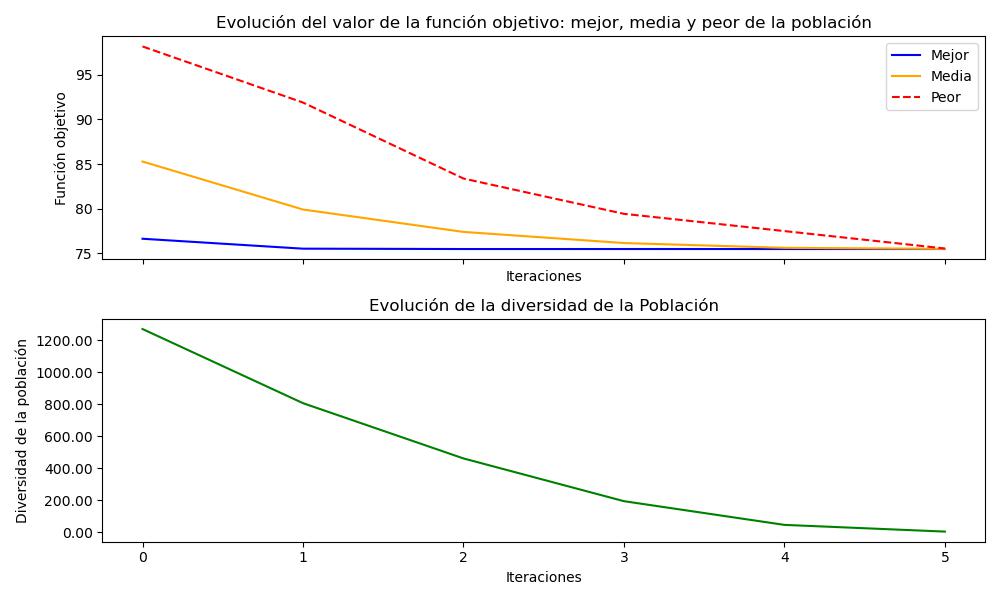 Evolución del valor de la función objetivo: mejor, media y peor de la población
Función objetivo
95
90
85
80
75
Mejor
Media
Peor
Iteraciones
Evolución de la diversidad de la Población
Diversidad de la población
1200.00
1000.00
800.00
600.00
400.00
200.00
0.00
0 1 2 3 4 5
Iteraciones